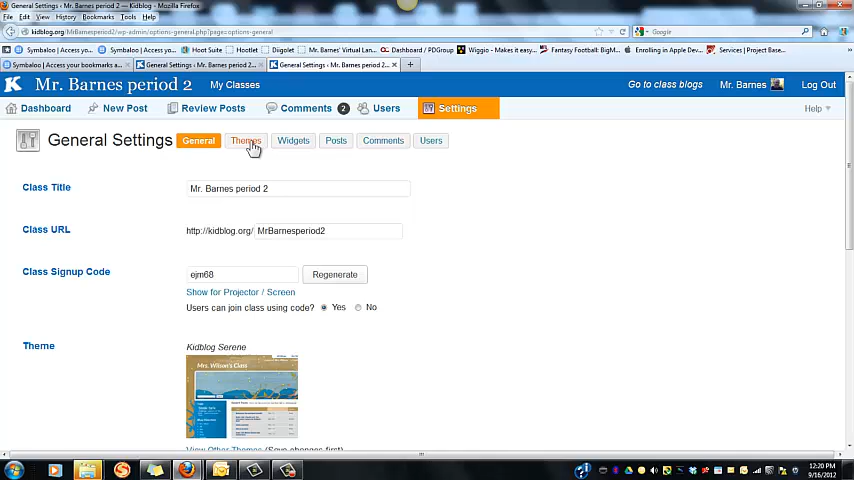 General Settings ‹ Mr. Barnes period 2 — Kidblog - Mozilla Firefox
File Edit View History Bookmarks Tools Help
kidblog.org/MrBarnesperiod2/wp-admin/options-general.php?page=options-general
Google
Symbaloo | Access yo... Symbaloo Hoot Suite Hootlet Diigolet Mr. Barnes' Virtual Lan... Dashboard / PDGroup Wiggio - Makes it easy... Fantasy Football: BigMy... Enrolling in Apple Dev... Services | Project Base...
Symbaloo | Access your bookmarks a... General Settings ‹ Mr. Barnes period 2... General Settings ‹ Mr. Barnes period 2...
K Mr. Barnes period 2 My Classes Go to class blogs Mr. Barnes Log Out
Dashboard New Post Review Posts Comments 2 Users Settings Help
General Settings General Themes Widgets Posts Comments Users
Class Title Mr. Barnes period 2
Class URL http://kidblog.org/ MrBarnesperiod2
Class Signup Code ejm68 Regenerate
Show for Projector / Screen
Users can join class using code? Yes No
Theme Kidblog Serene
Mrs. Wilson's Class
View Other Themes (Save changes first)
12:20 PM
9/16/2012